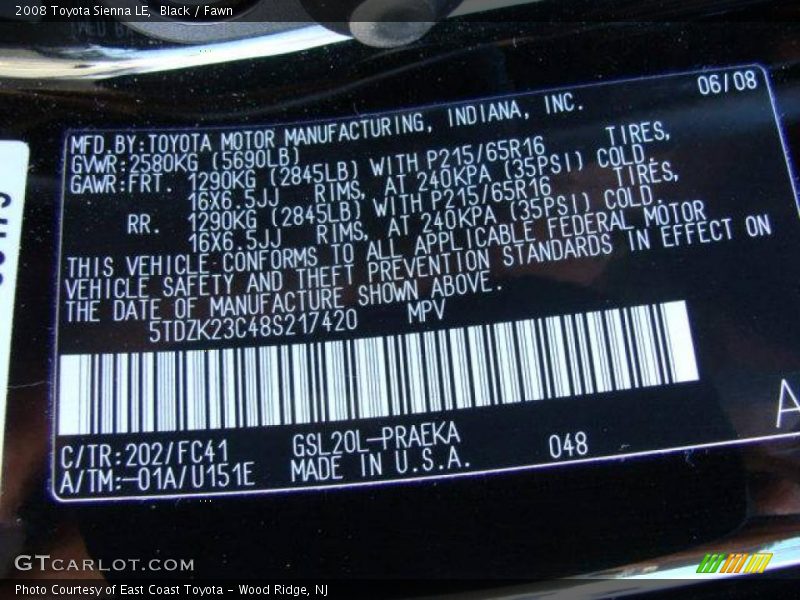 2008 Toyota Sienna LE, Black / Fawn
06/08
MFD.BY:TOYOTA MOTOR MANUFACTURING, INDIANA, INC.
GVWR:2580KG (5690LB)
GAWR:FRT. 1290KG (2845LB) WITH P215/65R16 TIRES,
16X6.5JJ RIMS, AT 240KPA (35PSI) COLD.
RR. 1290KG (2845LB) WITH P215/65R16 TIRES,
16X6.5JJ RIMS, AT 240KPA (35PSI) COLD.
THIS VEHICLE CONFORMS TO ALL APPLICABLE FEDERAL MOTOR
VEHICLE SAFETY AND THEFT PREVENTION STANDARDS IN EFFECT ON
THE DATE OF MANUFACTURE SHOWN ABOVE.
5TDZK23C48S217420 MPV
C/TR:202/FC41 GSL20L-PRAEKA 048
A/TM:-01A/U151E MADE IN U.S.A.
A
GTCARLOT.COM
Photo Courtesy of East Coast Toyota - Wood Ridge, NJ